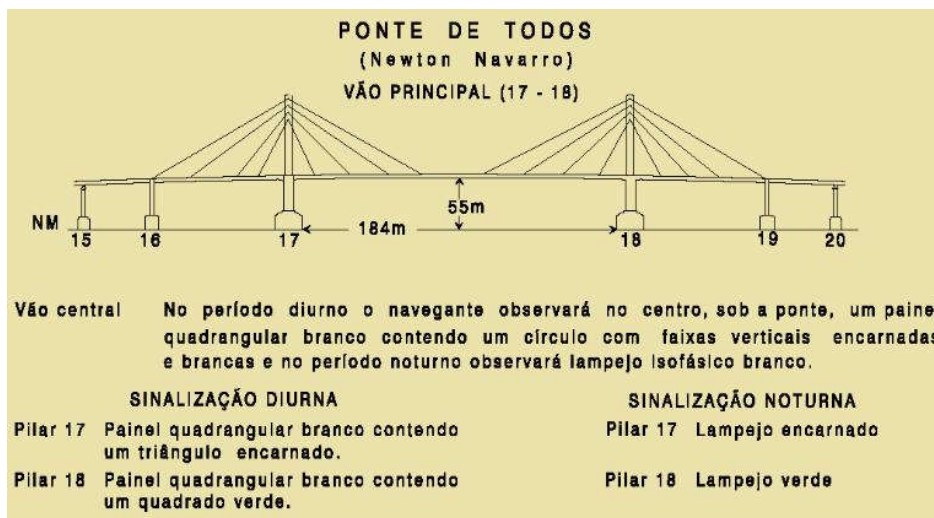 PONTE DE TODOS
(Newton Navarro)
VÃO PRINCIPAL (17 - 18)
55m
NM
184m
15 16 17 18 19 20
Vão central No período diurno o navegante observará no centro, sob a ponte, um paine
quadrangular branco contendo um círculo com faixas verticais encarnadas
e brancas e no período noturno observará lampejo isofásico branco.
SINALIZAÇÃO DIURNA
Pilar 17 Painel quadrangular branco contendo
um triângulo encarnado.
Pilar 18 Painel quadrangular branco contendo
um quadrado verde.
SINALIZAÇÃO NOTURNA
Pilar 17 Lampejo encarnado
Pilar 18 Lampejo verde